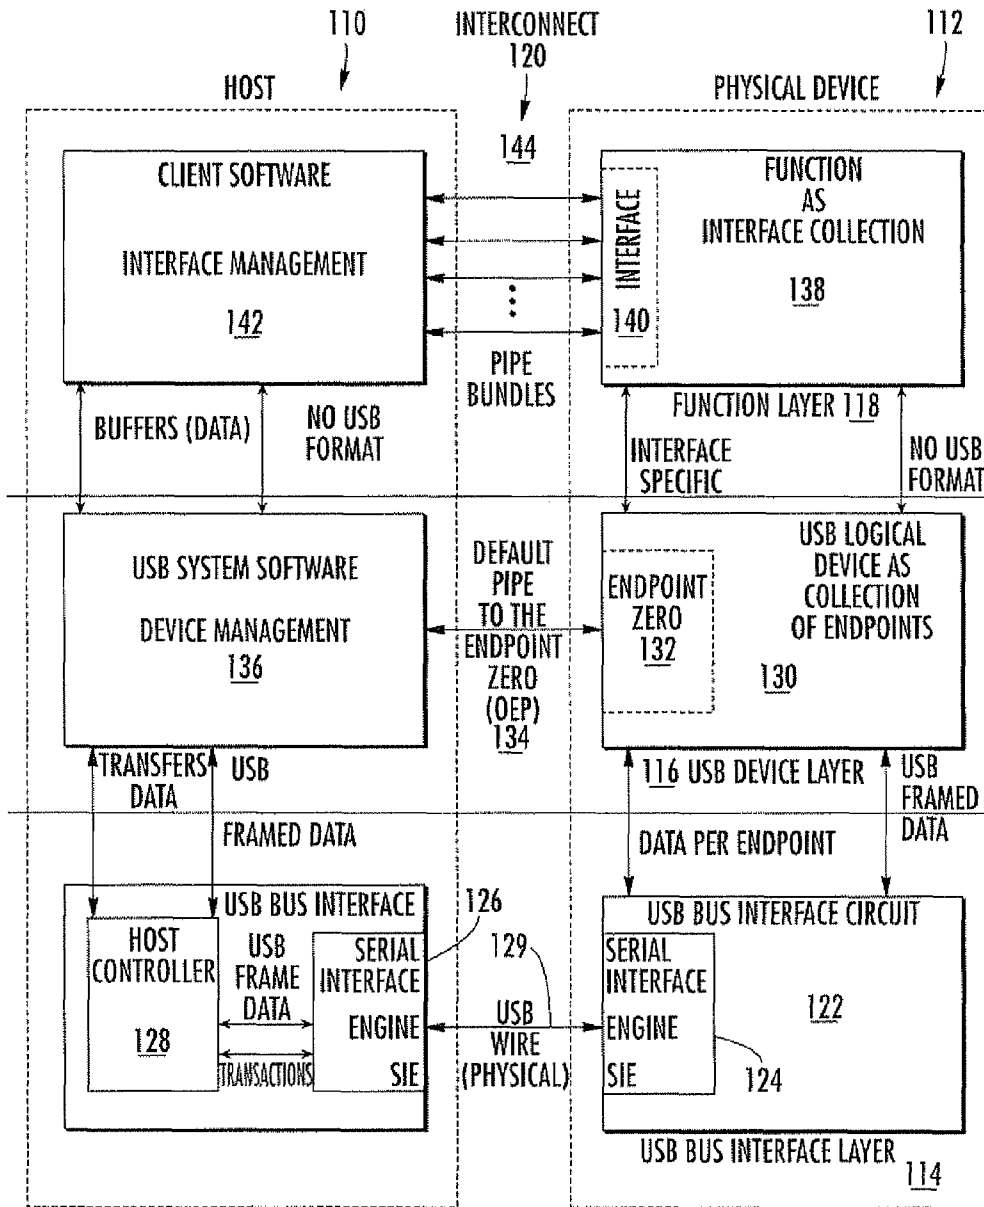 110
INTERCONNECT
120
112
HOST
PHYSICAL DEVICE
144
CLIENT SOFTWARE
INTERFACE MANAGEMENT
142
INTERFACE
140
FUNCTION
AS
INTERFACE COLLECTION
138
PIPE
BUNDLES
BUFFERS (DATA)
NO USB
FORMAT
FUNCTION LAYER 118
INTERFACE
SPECIFIC
NO USB
FORMAT
USB SYSTEM SOFTWARE
DEVICE MANAGEMENT
136
DEFAULT
PIPE
TO THE
ENDPOINT
ZERO
(OEP)
134
ENDPOINT
ZERO
132
USB LOGICAL
DEVICE AS
COLLECTION
OF ENDPOINTS
130
TRANSFERS
DATA
USB
FRAMED DATA
116 USB DEVICE LAYER
USB
FRAMED
DATA
DATA PER ENDPOINT
USB BUS INTERFACE
HOST
CONTROLLER
128
USB
FRAME
DATA
TRANSACTIONS
SERIAL
INTERFACE
ENGINE
SIE
126
129
USB
WIRE
(PHYSICAL)
USB BUS INTERFACE CIRCUIT
SERIAL
INTERFACE
ENGINE
SIE
122
124
USB BUS INTERFACE LAYER
114